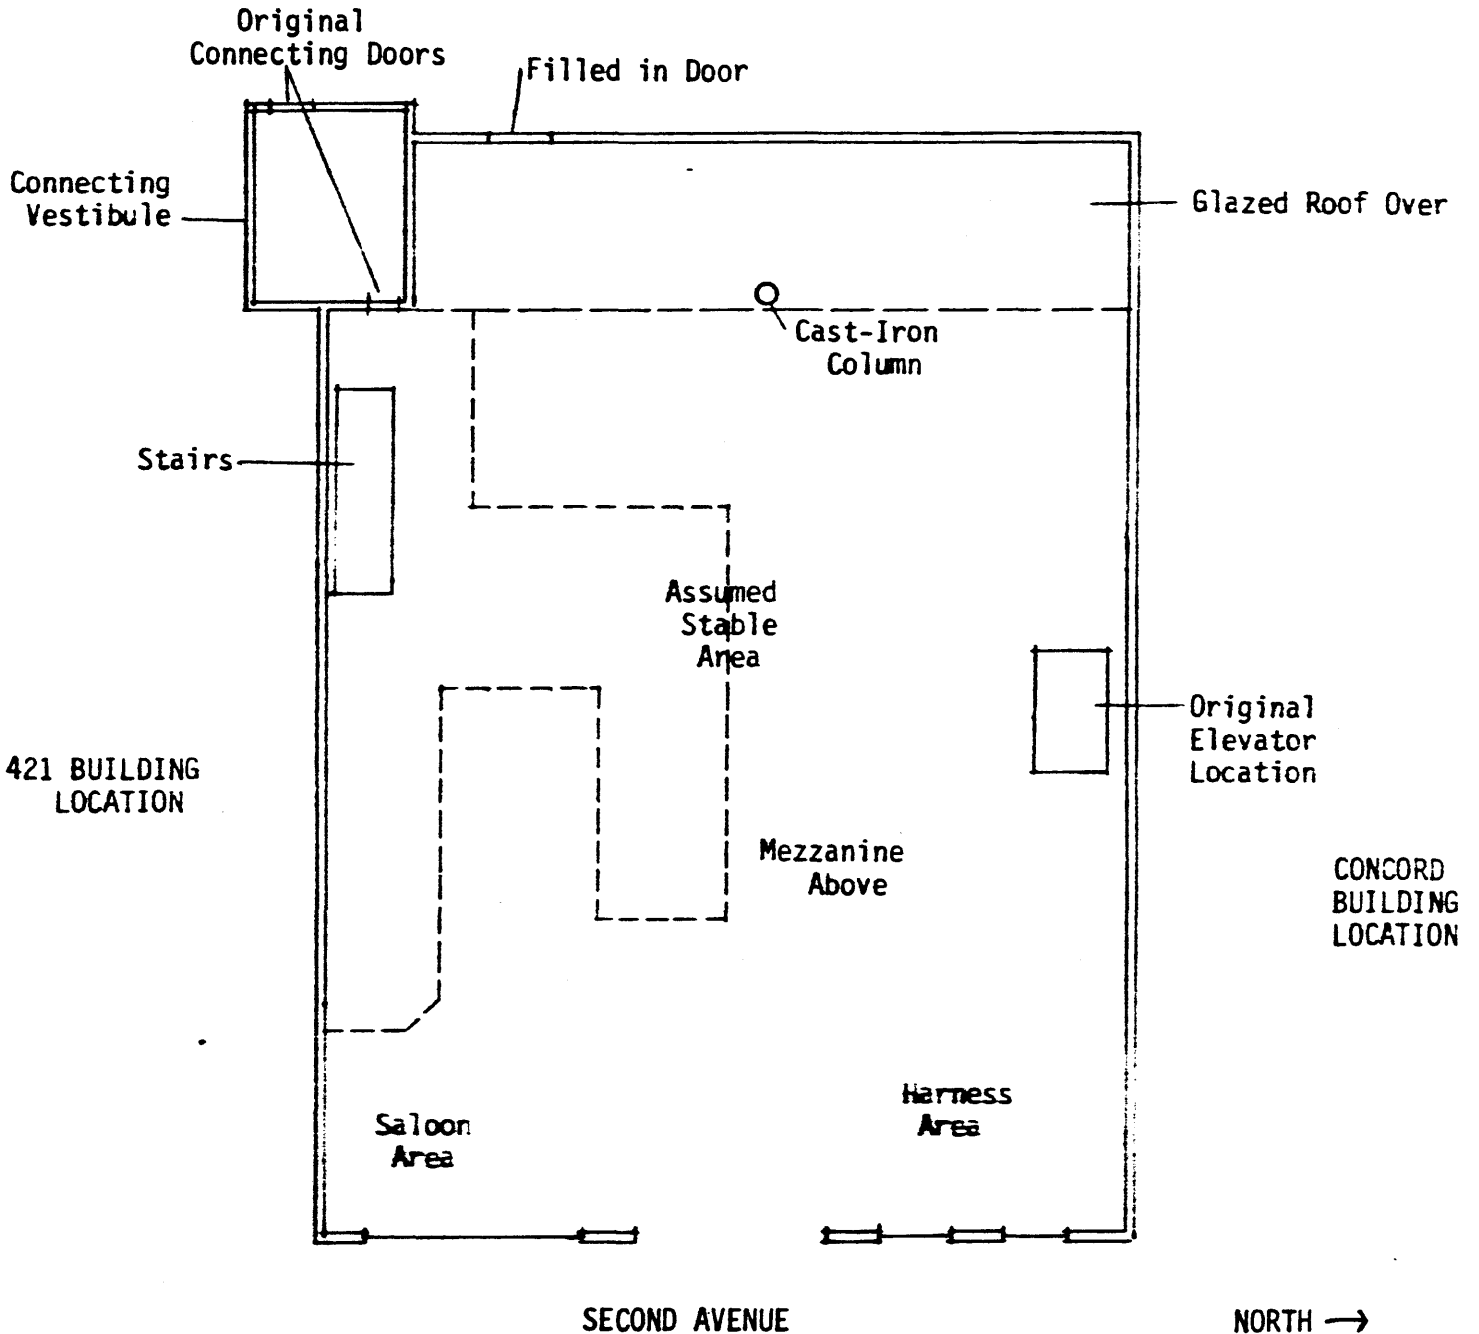 Original
Connecting Doors
Filled in Door
Connecting
Vestibule
Glazed Roof Over
Cast-Iron
Column
Stairs
Assumed
Stable
Area
Original
Elevator
Location
421 BUILDING
LOCATION
Mezzanine
Above
CONCORD
BUILDING
LOCATION
Harness
Area
Saloon
Area
SECOND AVENUE
NORTH →